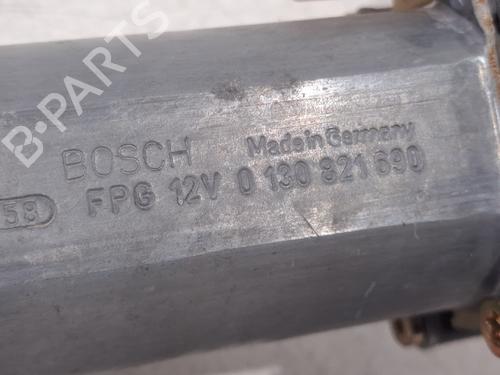 B-PARTS
BOSCH Made in Germany
58 FPG 12V 0 130 821 690